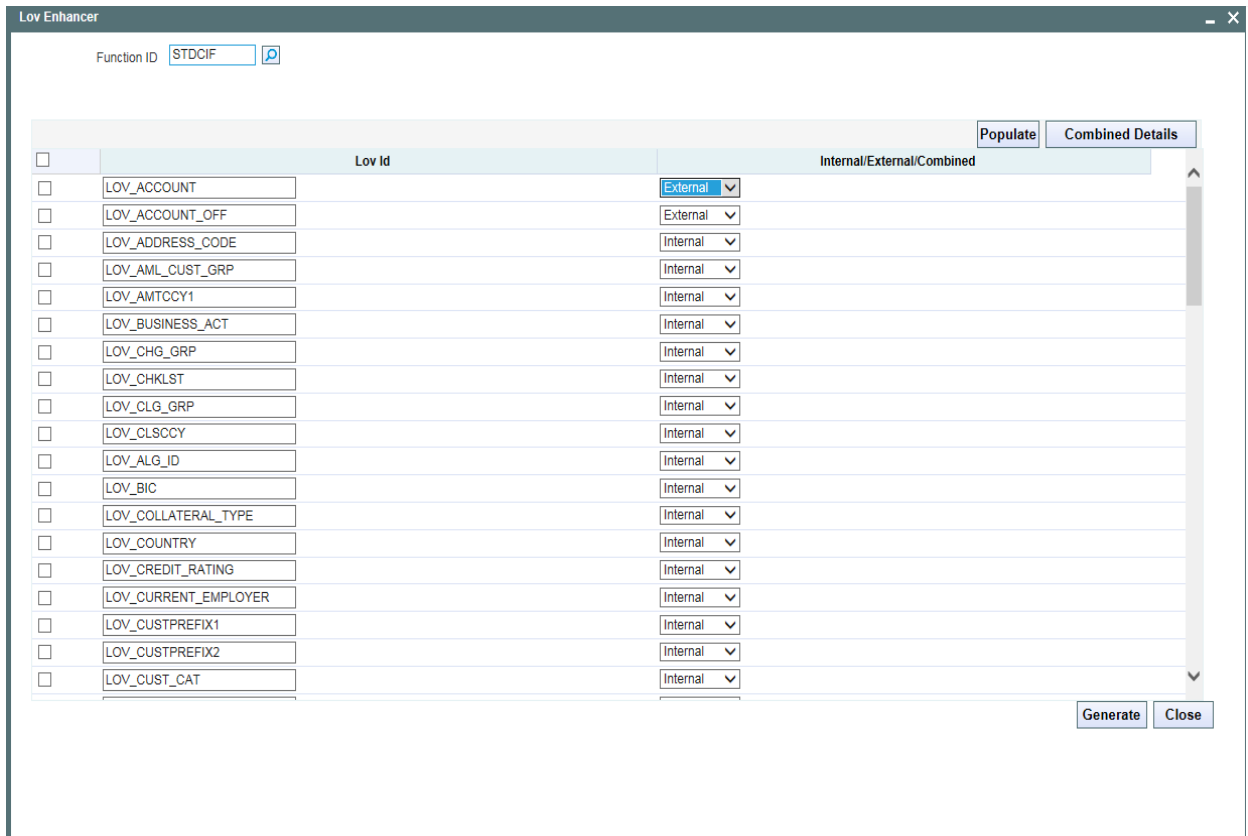 Lov Enhancer
Function ID STDCIF
Populate Combined Details
Lov Id Internal/External/Combined
LOV_ACCOUNT External
LOV_ACCOUNT_OFF External
LOV_ADDRESS_CODE Internal
LOV_AML_CUST_GRP Internal
LOV_AMTCCY1 Internal
LOV_BUSINESS_ACT Internal
LOV_CHG_GRP Internal
LOV_CHKLST Internal
LOV_CLG_GRP Internal
LOV_CLSCCY Internal
LOV_ALG_ID Internal
LOV_BIC Internal
LOV_COLLATERAL_TYPE Internal
LOV_COUNTRY Internal
LOV_CREDIT_RATING Internal
LOV_CURRENT_EMPLOYER Internal
LOV_CUSTPREFIX1 Internal
LOV_CUSTPREFIX2 Internal
LOV_CUST_CAT Internal
Generate Close